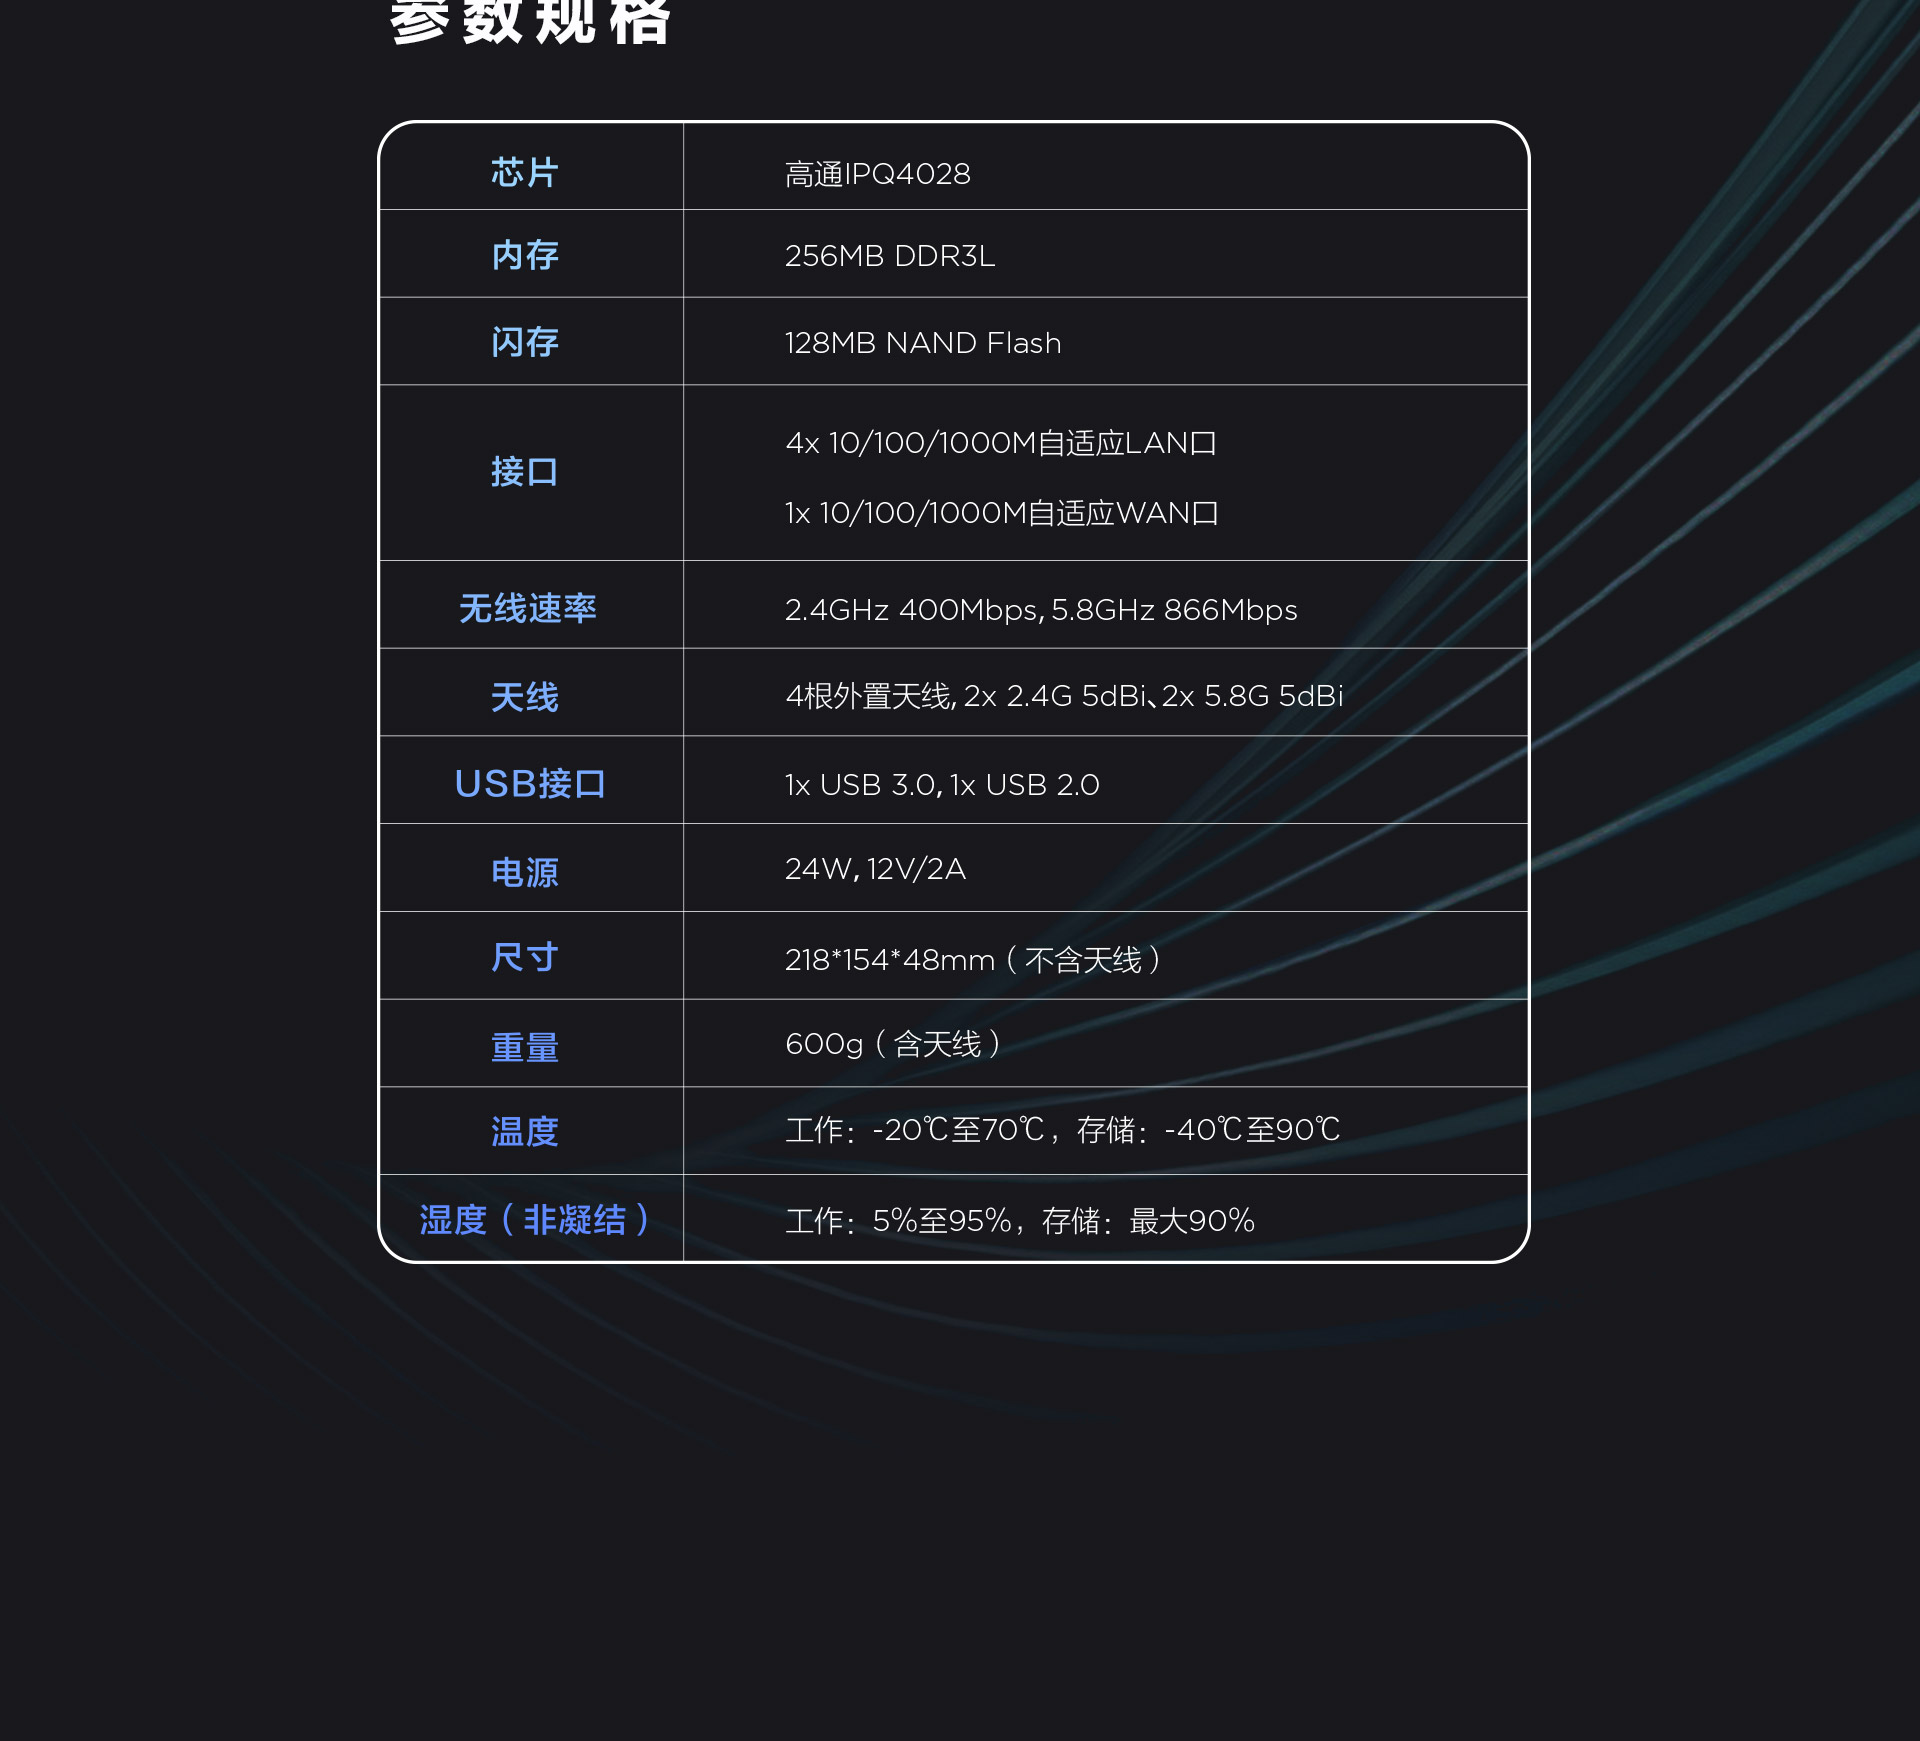 参数规格
芯片
高通IPQ4028
内存
256MB DDR3L
闪存
128MB NAND Flash
接口
4x 10/100/1000M自适应LAN口
1x 10/100/1000M自适应WAN口
无线速率
2.4GHz 400Mbps, 5.8GHz 866Mbps
天线
4根外置天线, 2x 2.4G 5dBi、2x 5.8G 5dBi
USB接口
1x USB 3.0, 1x USB 2.0
电源
24W, 12V/2A
尺寸
218*154*48mm（不含天线）
重量
600g（含天线）
温度
工作：-20℃至70℃，存储：-40℃至90℃
湿度（非凝结）
工作：5%至95%，存储：最大90%